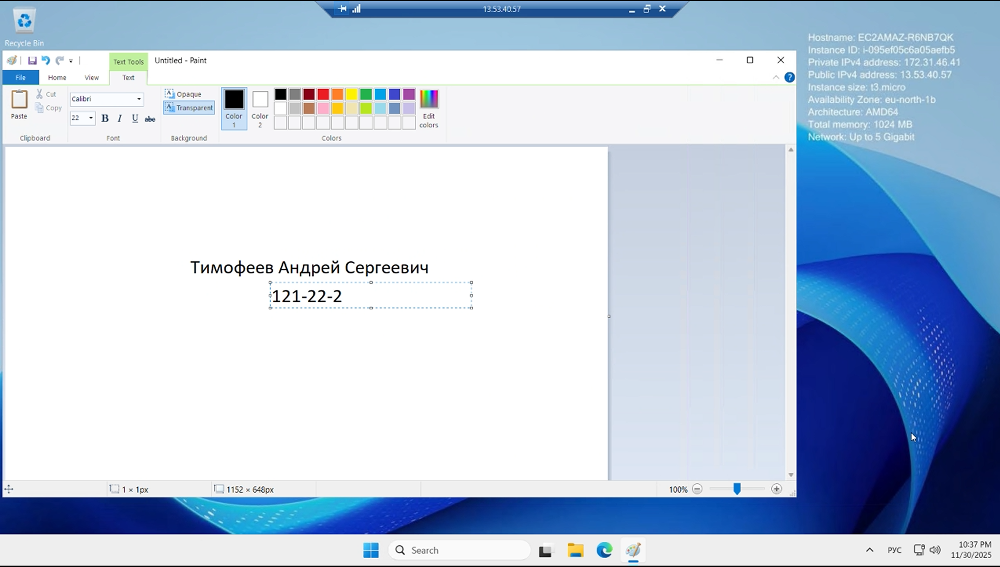 13.53.40.57
Recycle Bin
Hostname: EC2AMAZ-R6NB7QK
Instance ID: i-095ef05c6a05aefb5
Private IPv4 address: 172.31.46.41
Public IPv4 address: 13.53.40.57
Instance size: t3.micro
Availability Zone: eu-north-1b
Architecture: AMD64
Total memory: 1024 MB
Network: Up to 5 Gigabit
Text Tools Untitled - Paint
File Home View Text
Paste Cut Copy
Calibri
22 B I U abc
Opaque
Transparent
Color 1 Color 2 Edit colors
Clipboard Font Background Colors
Тимофеев Андрей Сергеевич
121-22-2
1 × 1px 1152 × 648px 100%
Search
РУС
10:37 PM
11/30/2025